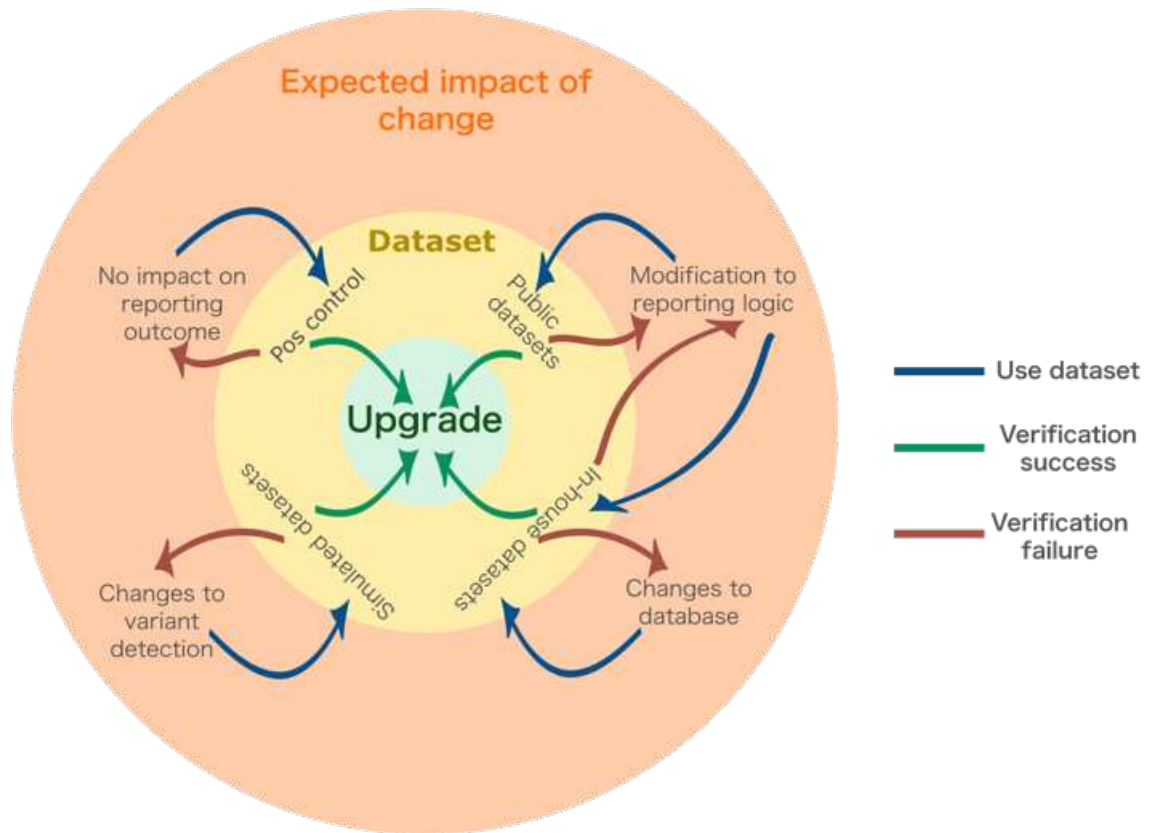 Expected impact of
change
Dataset
No impact on
reporting
outcome
Pos control
Public
datasets
Modification to
reporting logic
Upgrade
Simulated datasets
In-house datasets
Changes to
variant
detection
Changes to
database
Use dataset
Verification
success
Verification
failure